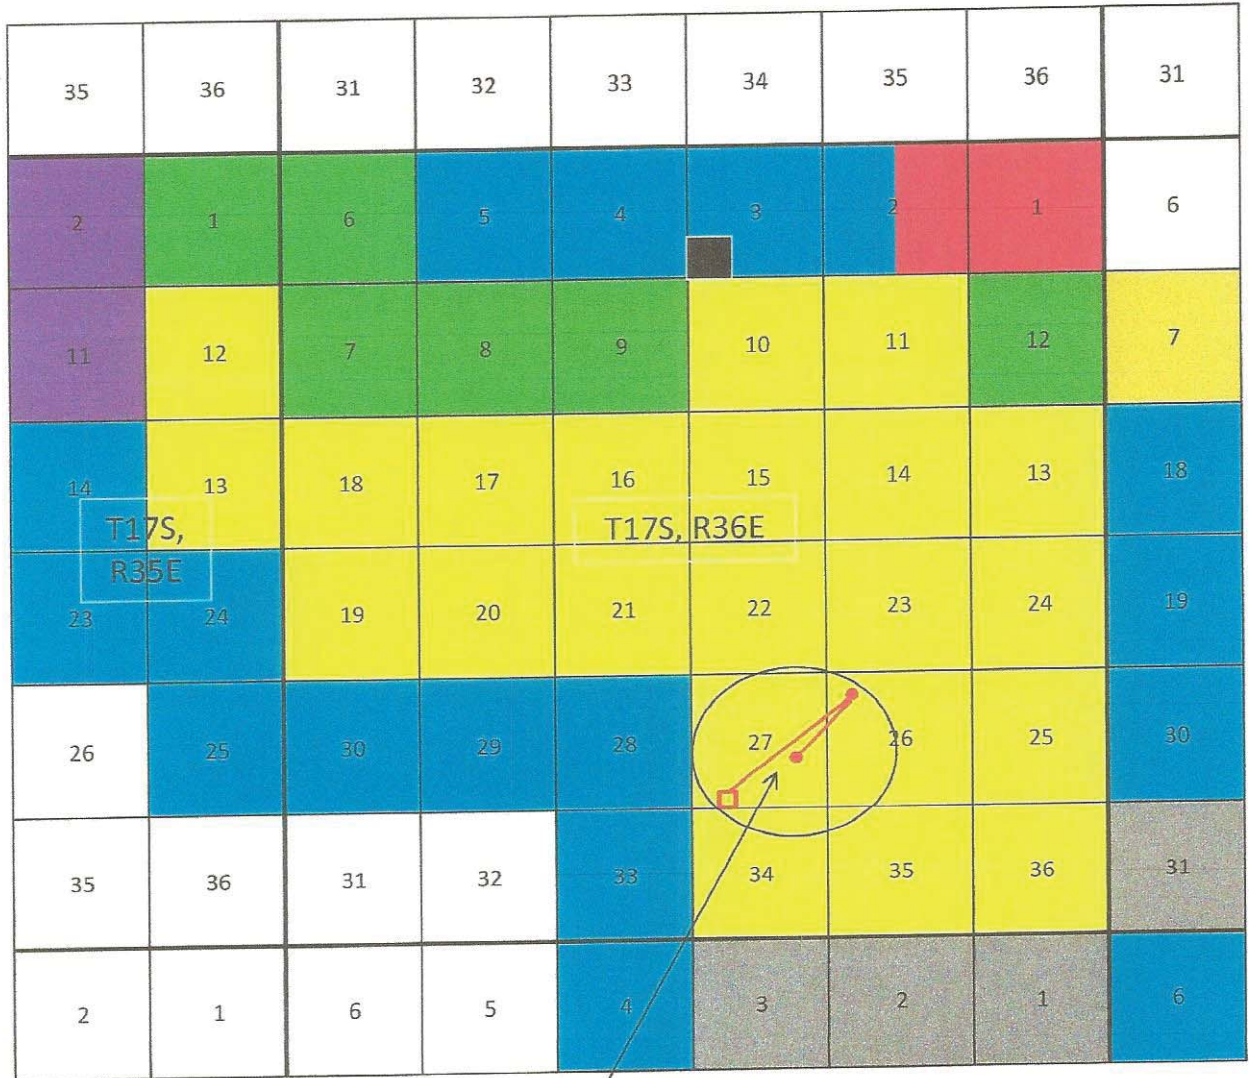 35 36 31 32 33 34 35 36 31
2 1 6 5 4 3 2 1 6
11 12 7 8 9 10 11 12 7
14 13 18 17 16 15 14 13 18
T17S, T17S, R36E
R35E
23 24 19 20 21 22 23 24 19
26 25 30 29 28 27 26 25 30
35 36 31 32 33 34 35 36 31
2 1 6 5 4 3 2 1 6